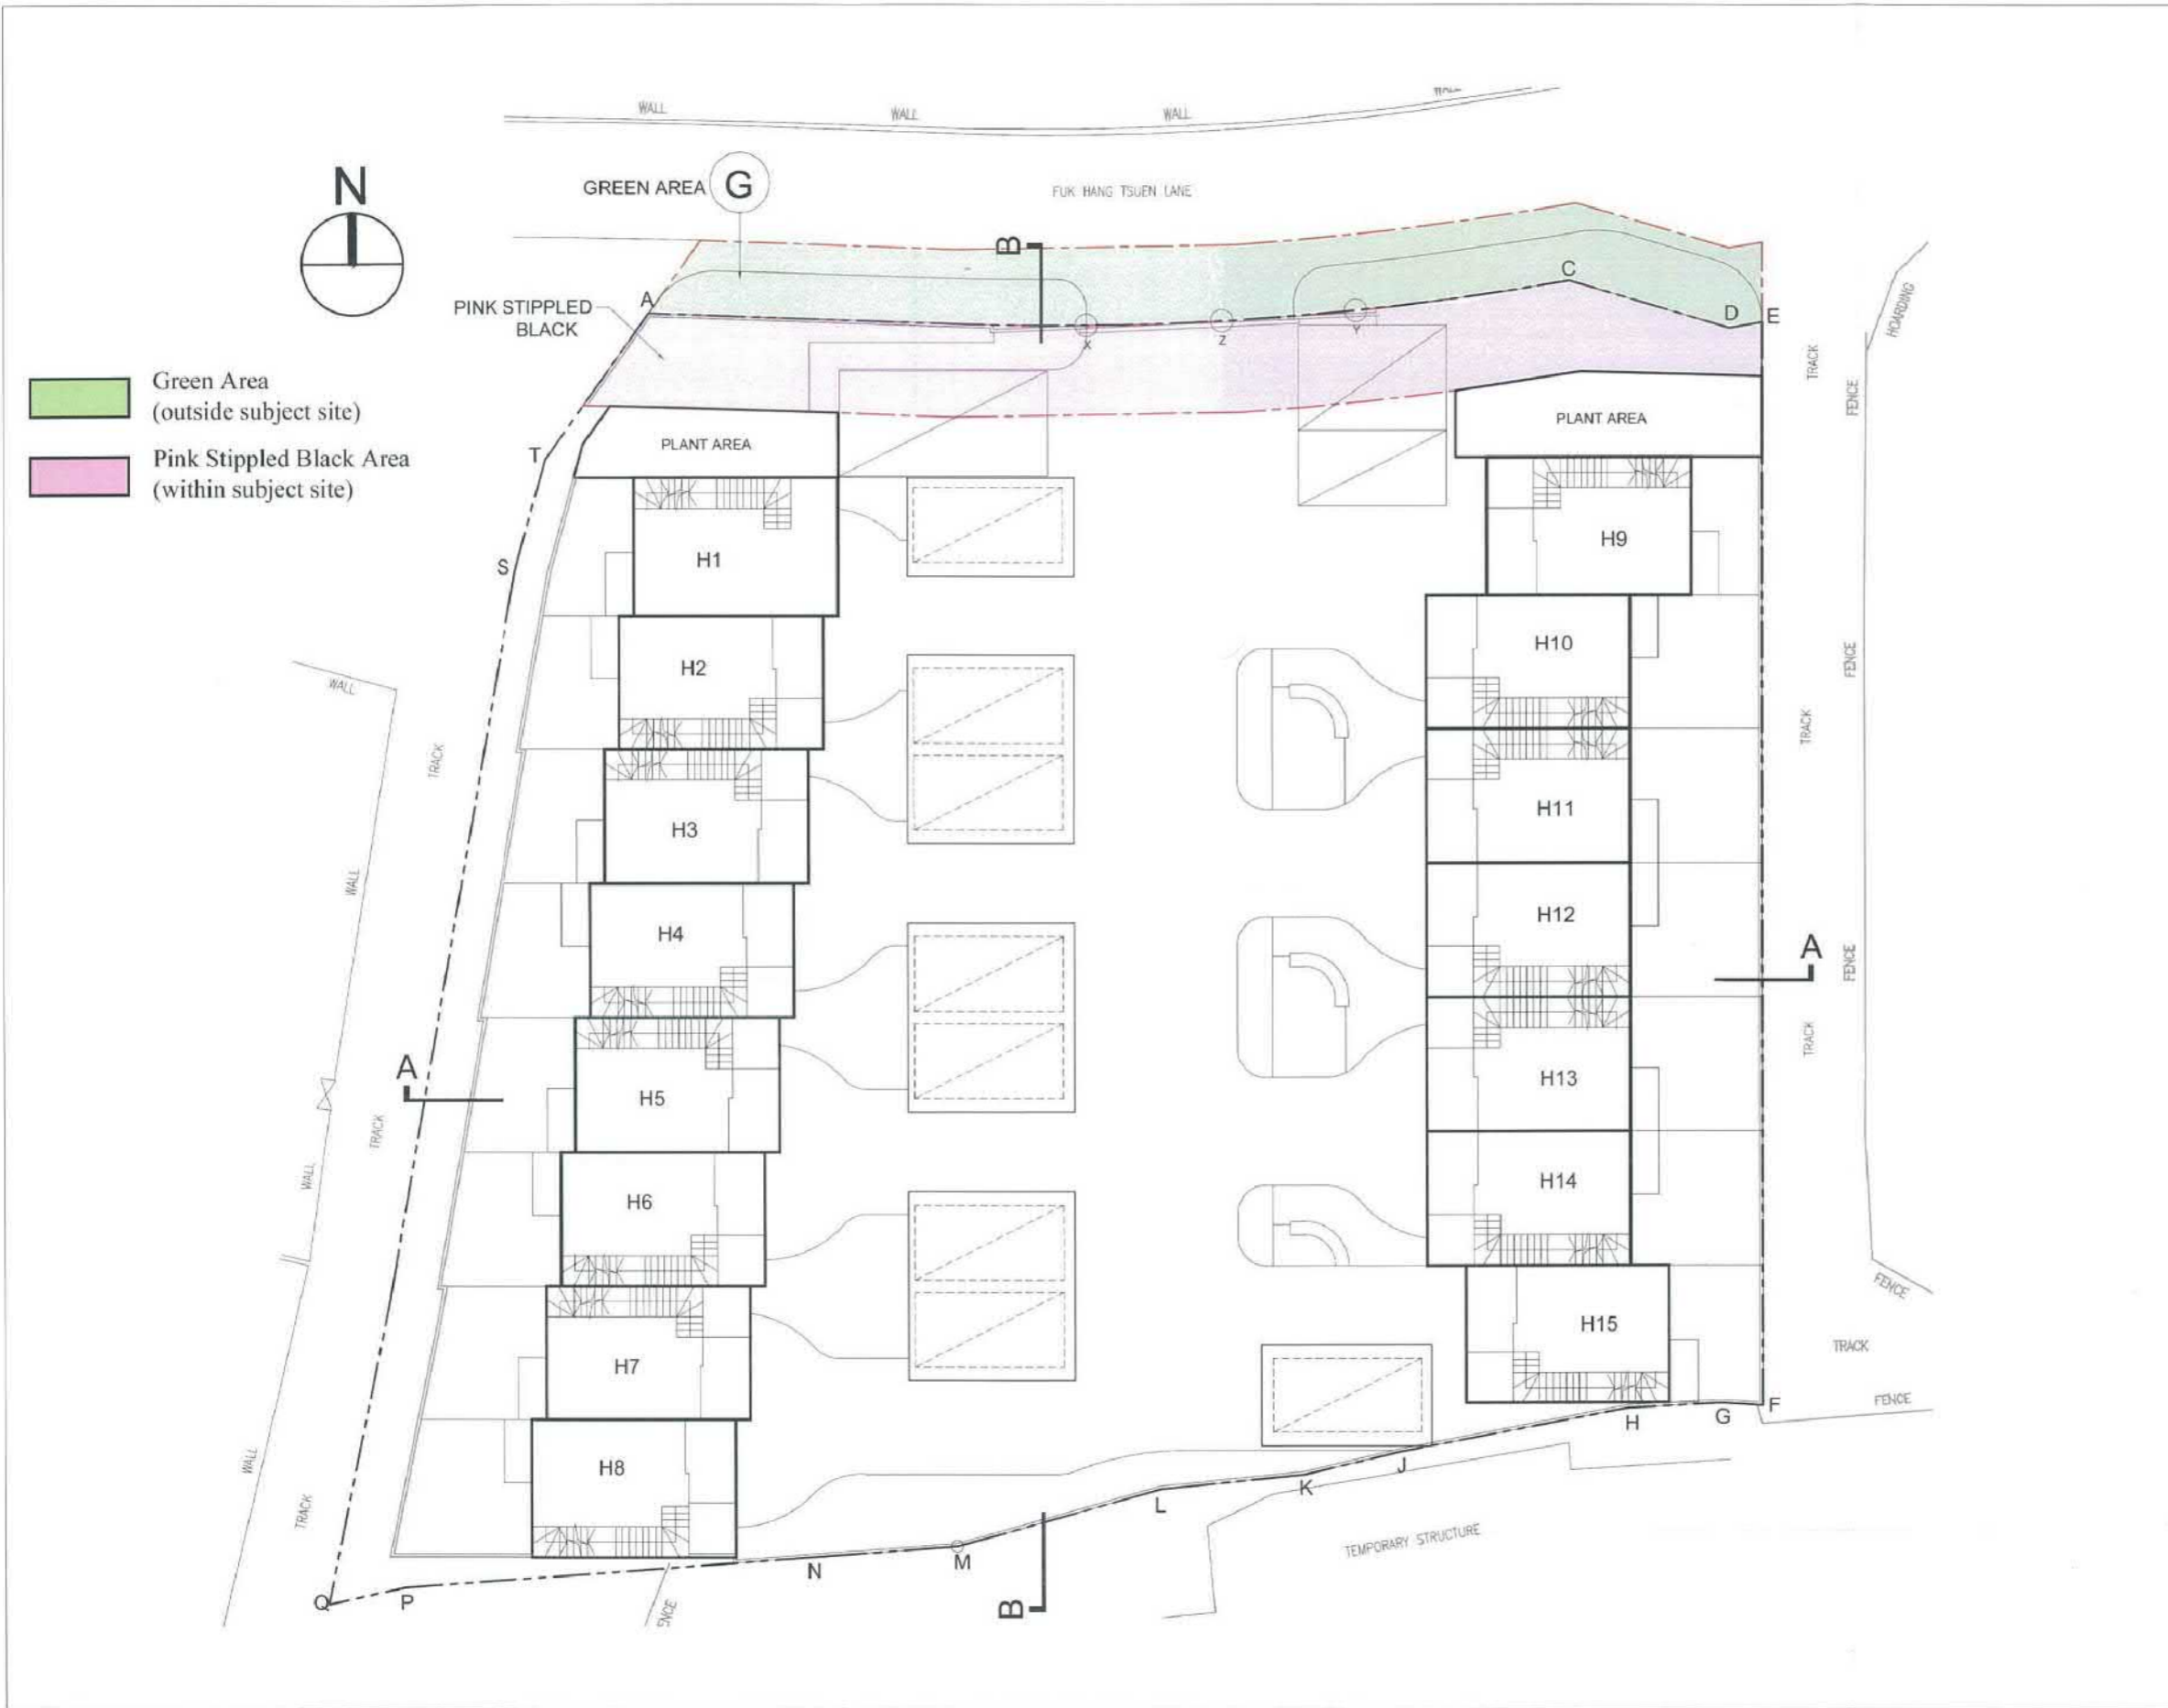 WALL
WALL
WALL
WALL
N
GREEN AREA
G
FUK HANG TSUEN LANE
B
C
A
PINK STIPPLED
BLACK
D
E
X
Z
Y
HOARDING
TRACK
FENCE
Green Area
(outside subject site)
Pink Stippled Black Area
(within subject site)
T
PLANT AREA
PLANT AREA
S
H1
H9
H2
H10
WALL
TRACK
FENCE
TRACK
H3
H11
WALL
H4
H12
A
FENCE
TRACK
A
H5
H13
TRACK
WALL
H6
H14
FENCE
H7
H15
TRACK
FENCE
F
G
H
WALL
H8
J
K
L
TRACK
TEMPORARY STRUCTURE
M
N
B
Q
P
ENCE